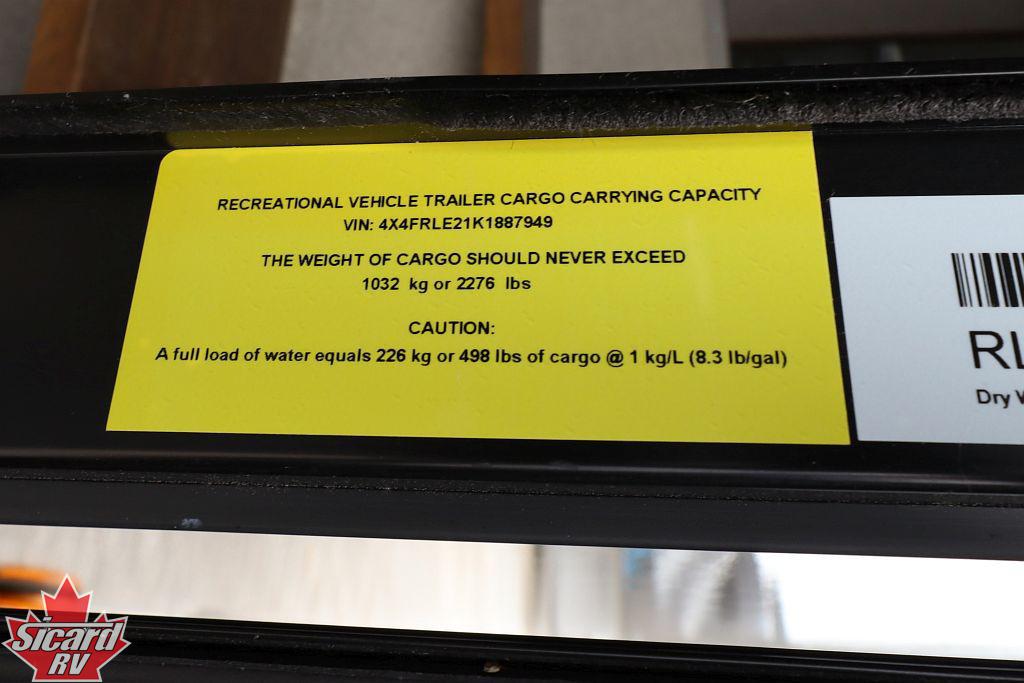 RECREATIONAL VEHICLE TRAILER CARGO CARRYING CAPACITY
VIN: 4X4FRLE21K1887949
THE WEIGHT OF CARGO SHOULD NEVER EXCEED
1032 kg or 2276 lbs
CAUTION:
A full load of water equals 226 kg or 498 lbs of cargo @ 1 kg/L (8.3 lb/gal)
Dry
Sicard
RV